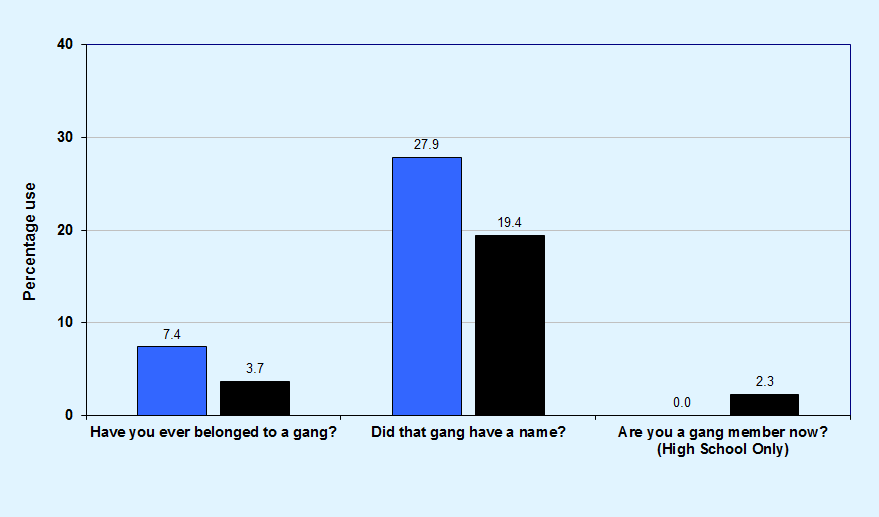 40
30
20
10
0
Percentage use
7.4
3.7
27.9
19.4
0.0
2.3
Have you ever belonged to a gang?
Did that gang have a name?
Are you a gang member now?
(High School Only)